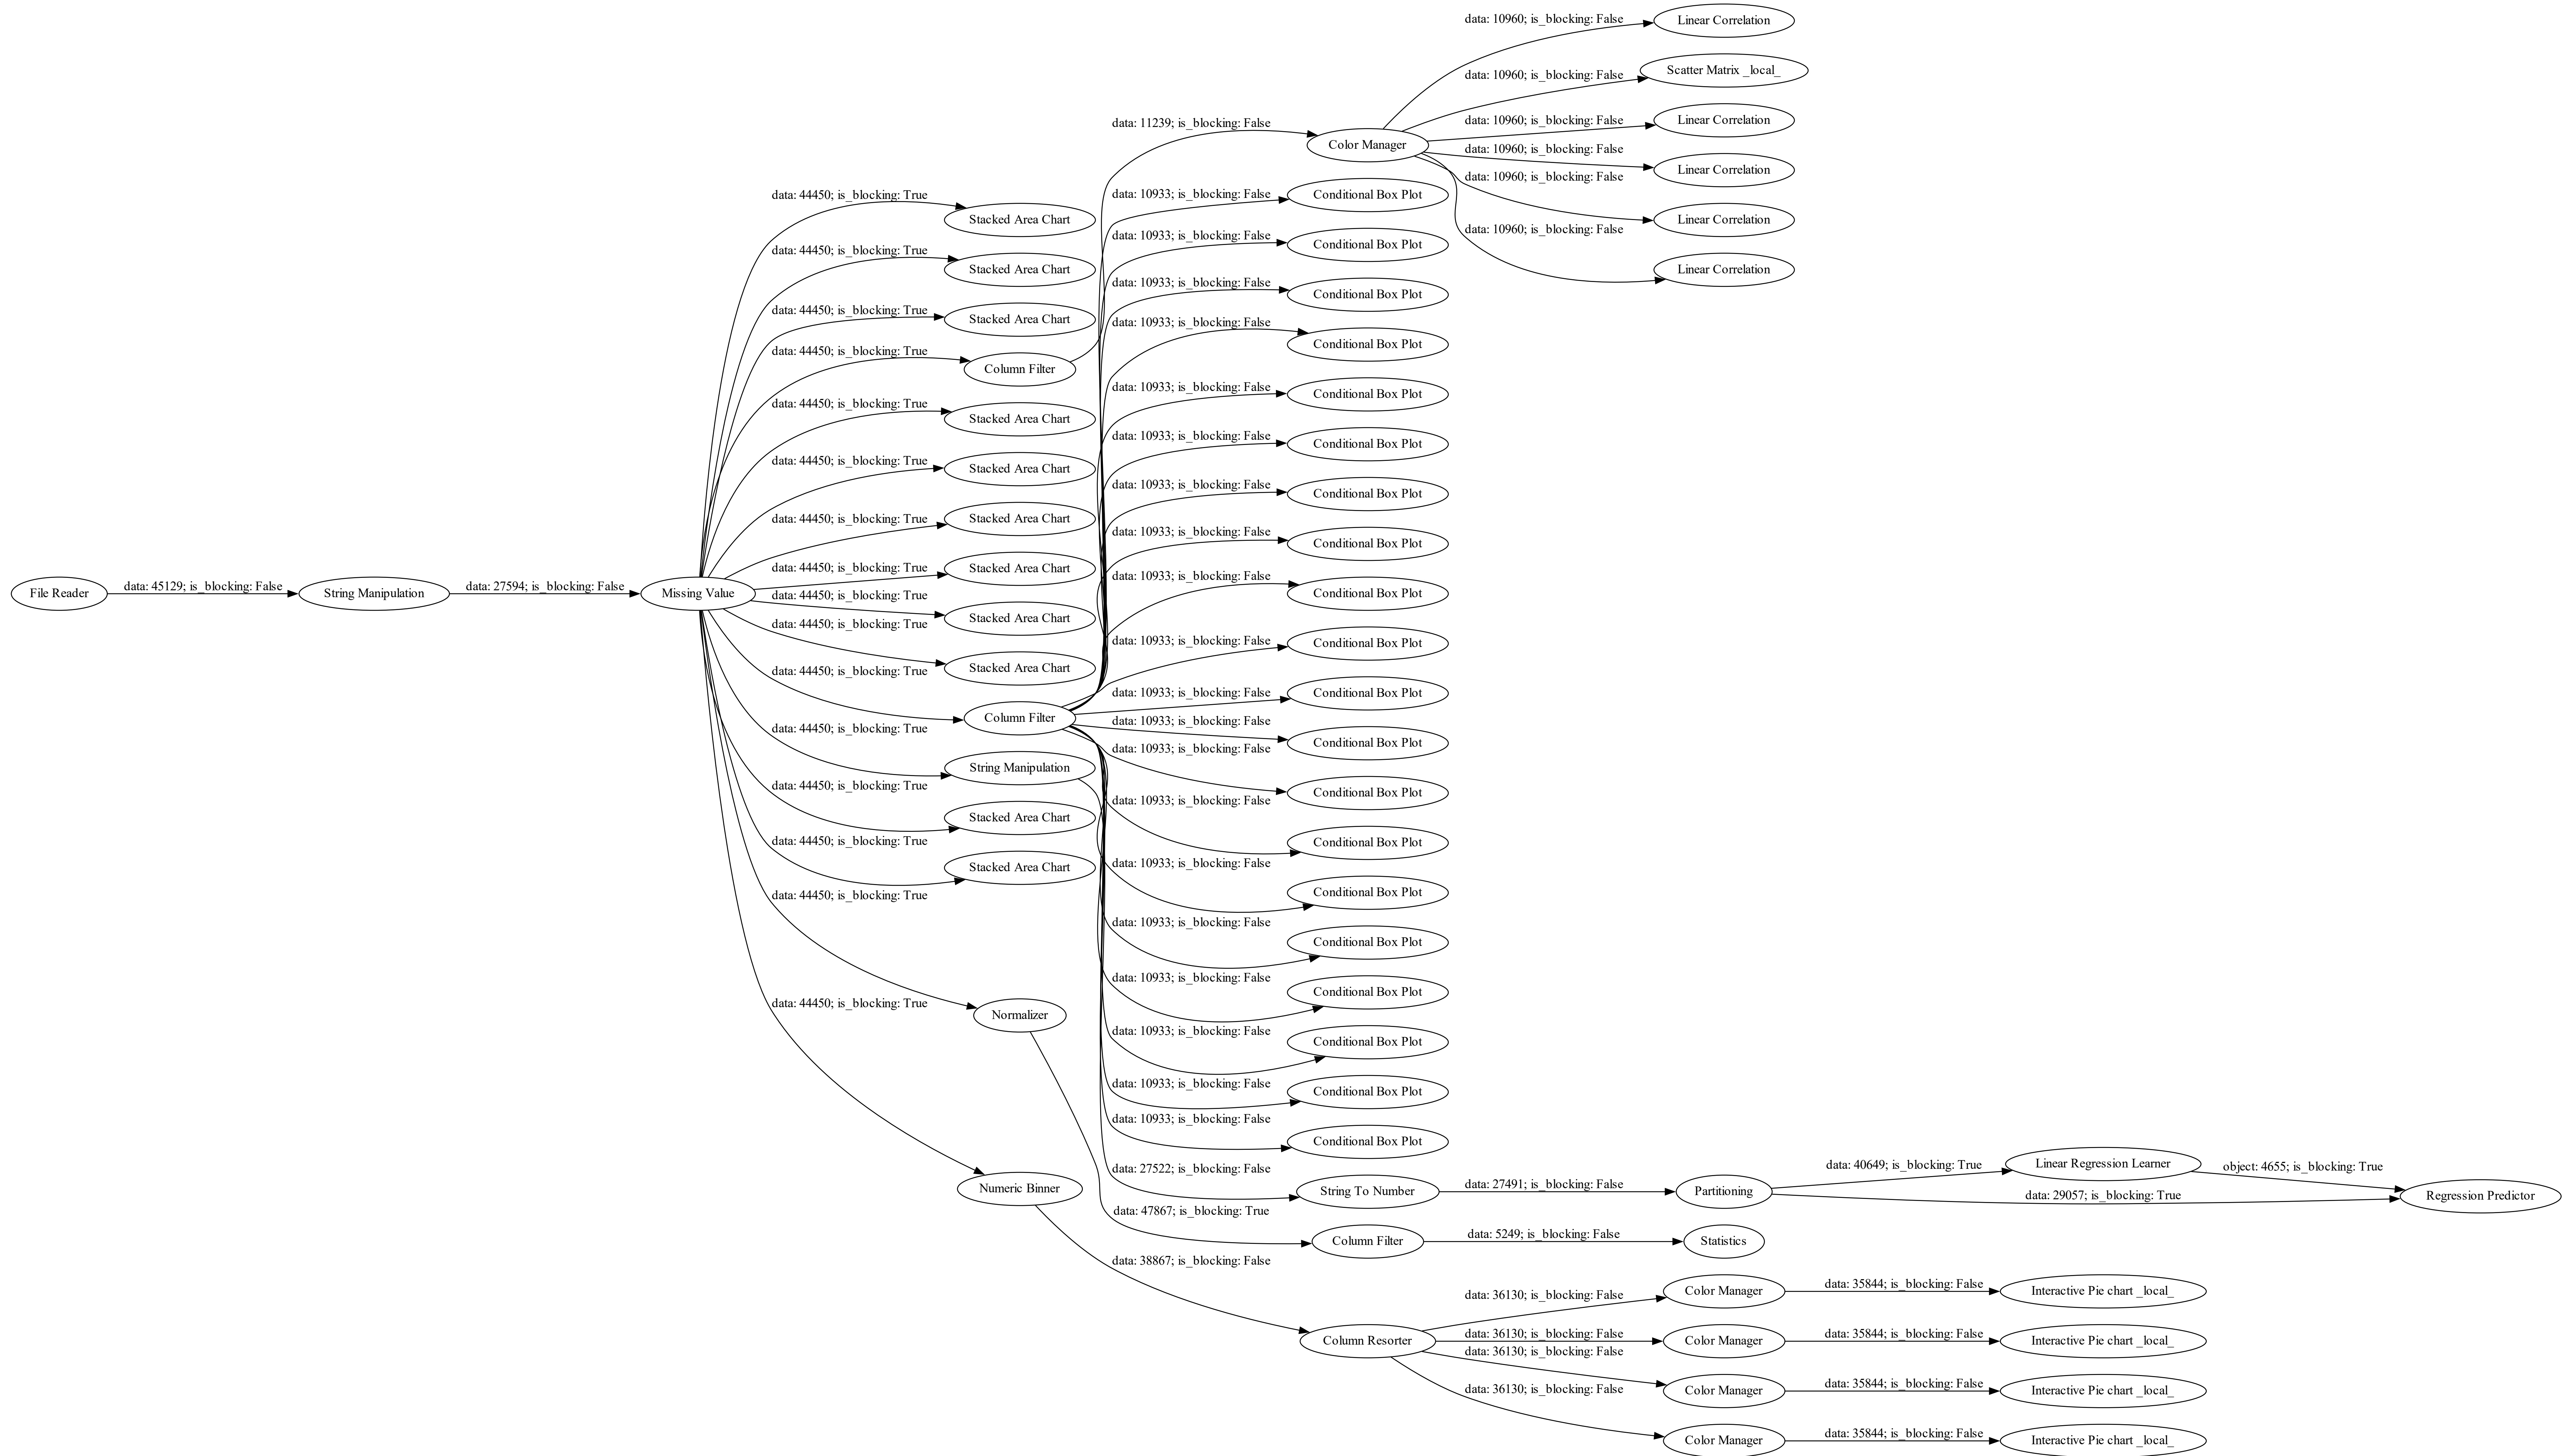 data: 10960; is_blocking: False
Linear Correlation
data: 10960; is_blocking: False
Scatter Matrix _local_
data: 11239; is_blocking: False
data: 10960; is_blocking: False
Linear Correlation
Color Manager
data: 10960; is_blocking: False
Linear Correlation
data: 10960; is_blocking: False
data: 44450; is_blocking: True
data: 10933; is_blocking: False
Conditional Box Plot
Stacked Area Chart
Linear Correlation
data: 10960; is_blocking: False
data: 44450; is_blocking: True
data: 10933; is_blocking: False
Conditional Box Plot
Stacked Area Chart
Linear Correlation
data: 10933; is_blocking: False
Conditional Box Plot
data: 44450; is_blocking: True
Stacked Area Chart
data: 10933; is_blocking: False
Conditional Box Plot
data: 44450; is_blocking: True
Column Filter
data: 10933; is_blocking: False
Conditional Box Plot
data: 44450; is_blocking: True
Stacked Area Chart
data: 10933; is_blocking: False
Conditional Box Plot
data: 44450; is_blocking: True
Stacked Area Chart
data: 10933; is_blocking: False
Conditional Box Plot
data: 44450; is_blocking: True
Stacked Area Chart
data: 10933; is_blocking: False
Conditional Box Plot
data: 44450; is_blocking: True
Stacked Area Chart
data: 10933; is_blocking: False
File Reader
data: 45129; is_blocking: False
String Manipulation
data: 27594; is_blocking: False
Missing Value
data: 44450; is_blocking: True
Conditional Box Plot
Stacked Area Chart
data: 44450; is_blocking: True
data: 10933; is_blocking: False
Conditional Box Plot
Stacked Area Chart
data: 44450; is_blocking: True
data: 10933; is_blocking: False
Conditional Box Plot
Column Filter
data: 10933; is_blocking: False
data: 44450; is_blocking: True
Conditional Box Plot
data: 10933; is_blocking: False
String Manipulation
data: 44450; is_blocking: True
Conditional Box Plot
data: 10933; is_blocking: False
Stacked Area Chart
data: 44450; is_blocking: True
Conditional Box Plot
data: 10933; is_blocking: False
Stacked Area Chart
data: 44450; is_blocking: True
Conditional Box Plot
data: 10933; is_blocking: False
Conditional Box Plot
data: 10933; is_blocking: False
Conditional Box Plot
data: 44450; is_blocking: True
Normalizer
data: 10933; is_blocking: False
Conditional Box Plot
data: 10933; is_blocking: False
Conditional Box Plot
data: 10933; is_blocking: False
Conditional Box Plot
data: 27522; is_blocking: False
data: 40649; is_blocking: True
Linear Regression Learner
object: 4655; is_blocking: True
Numeric Binner
String To Number
data: 27491; is_blocking: False
Partitioning
data: 29057; is_blocking: True
Regression Predictor
data: 47867; is_blocking: True
Column Filter
data: 5249; is_blocking: False
Statistics
data: 38867; is_blocking: False
data: 36130; is_blocking: False
Color Manager
data: 35844; is_blocking: False
Interactive Pie chart _local_
Column Resorter
data: 36130; is_blocking: False
Color Manager
data: 35844; is_blocking: False
Interactive Pie chart _local_
data: 36130; is_blocking: False
Color Manager
data: 35844; is_blocking: False
Interactive Pie chart _local_
data: 36130; is_blocking: False
Color Manager
data: 35844; is_blocking: False
Interactive Pie chart _local_